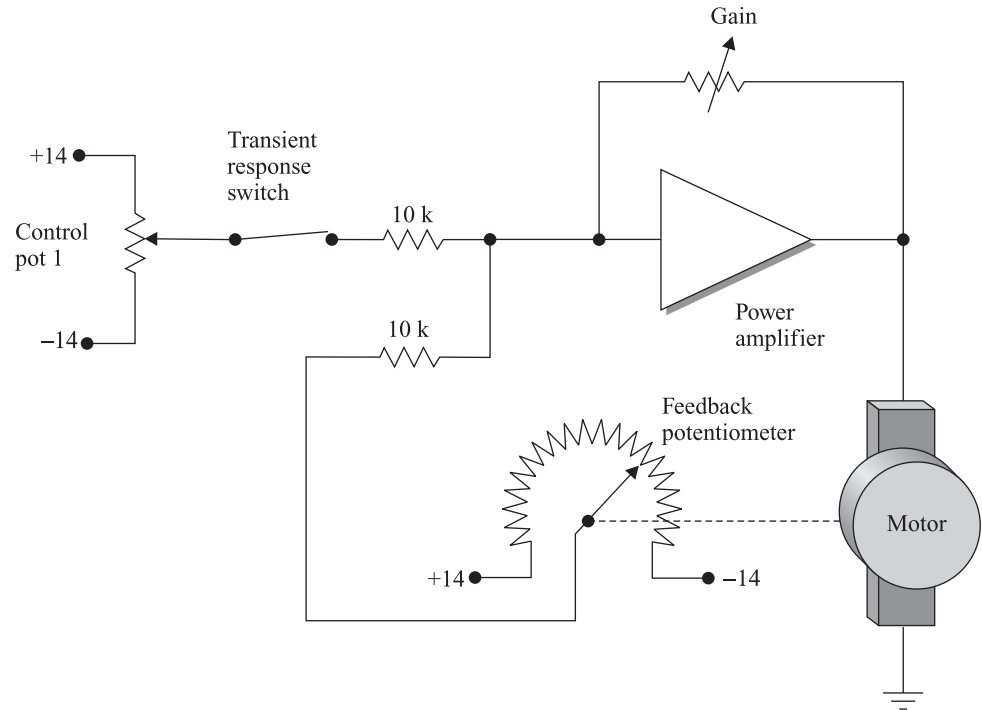 Gain
Transient
response
switch
+14
10 k
Control
pot 1
–14
10 k
Power
amplifier
Feedback
potentiometer
Motor
+14
–14